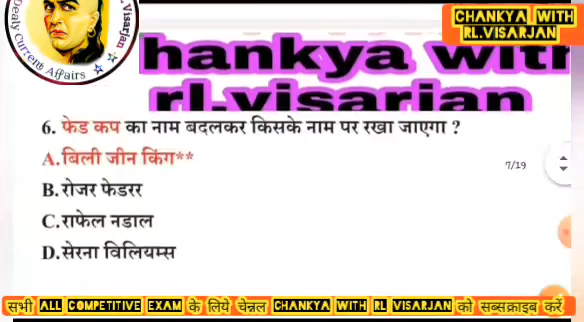 CHANKYA WITH
RL.VISARJAN
Current Affairs
Visarjan
hankya with
rl.visarjan
6. फेड कप का नाम बदलकर किसके नाम पर रखा जाएगा ?
A.बिली जीन किंग**
7/19
B.रोजर फेडरर
C.राफेल नडाल
D.सेरना विलियम्स
सभी ALL COMPETITIVE EXAM के लिये चेन्नल CHANKYA WITH RL VISARJAN को सब्सक्राइब करें